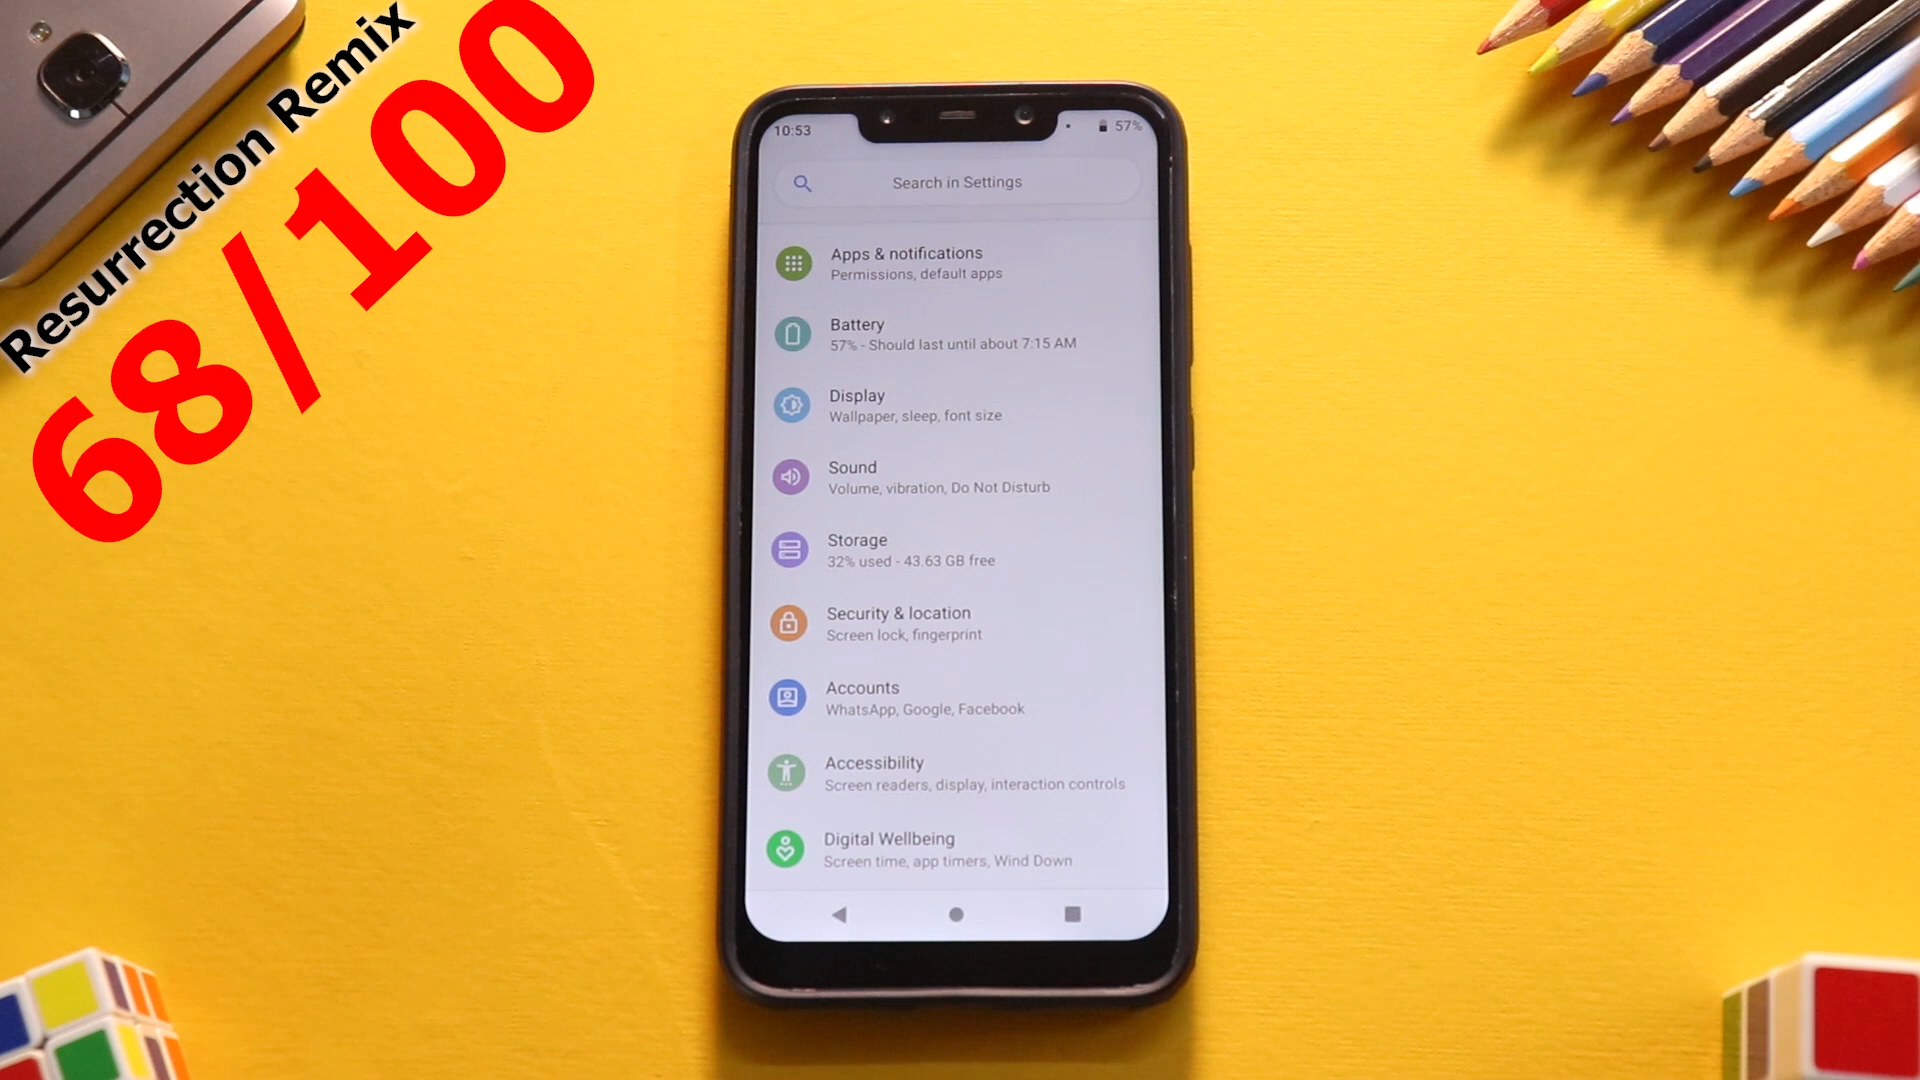 Resurrection Remix
68/100
10:53
57%
Search in Settings
Apps & notifications
Permissions, default apps
Battery
57% - Should last until about 7:15 AM
Display
Wallpaper, sleep, font size
Sound
Volume, vibration, Do Not Disturb
Storage
32% used - 43.63 GB free
Security & location
Screen lock, fingerprint
Accounts
WhatsApp, Google, Facebook
Accessibility
Screen readers, display, interaction controls
Digital Wellbeing
Screen time, app timers, Wind Down